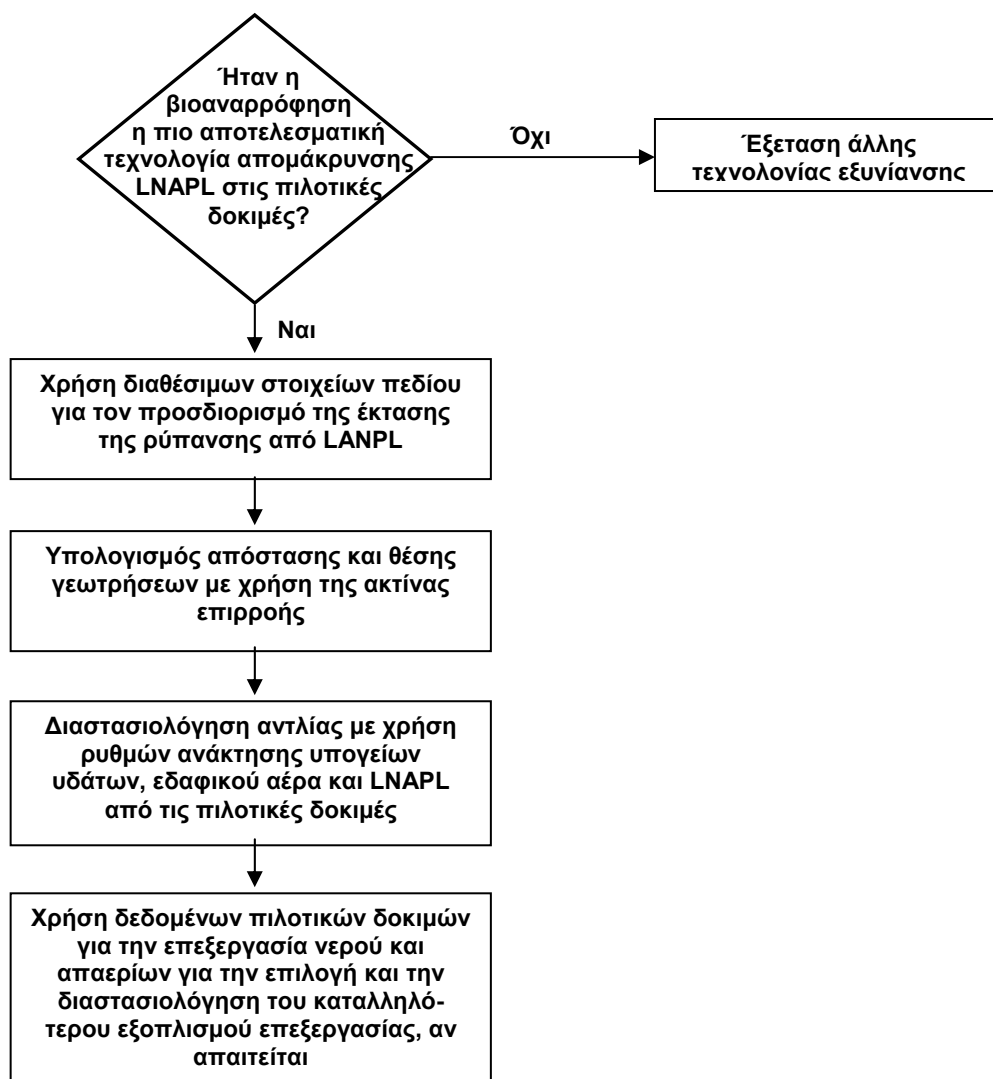 Ήταν η
βιοαναρρόφηση
η πιο αποτελεσματική
τεχνολογία απομάκρυνσης
LNAPL στις πιλοτικές
δοκιμές?
Όχι
Έξεταση άλλης
τεχνολογίας εξυγίανσης
Ναι
Χρήση διαθέσιμων στοιχείων πεδίου
για τον προσδιορισμό της έκτασης
της ρύπανσης από LANPL
Υπολογισμός απόστασης και θέσης
γεωτρήσεων με χρήση της ακτίνας
επιρροής
Διαστασιολόγηση αντλίας με χρήση
ρυθμών ανάκτησης υπογείων
υδάτων, εδαφικού αέρα και LNAPL
από τις πιλοτικές δοκιμές
Χρήση δεδομένων πιλοτικών δοκιμών
για την επεξεργασία νερού και
απαερίων για την επιλογή και την
διαστασιολόγηση του καταλληλό-
τερου εξοπλισμού επεξεργασίας, αν
απαιτείται